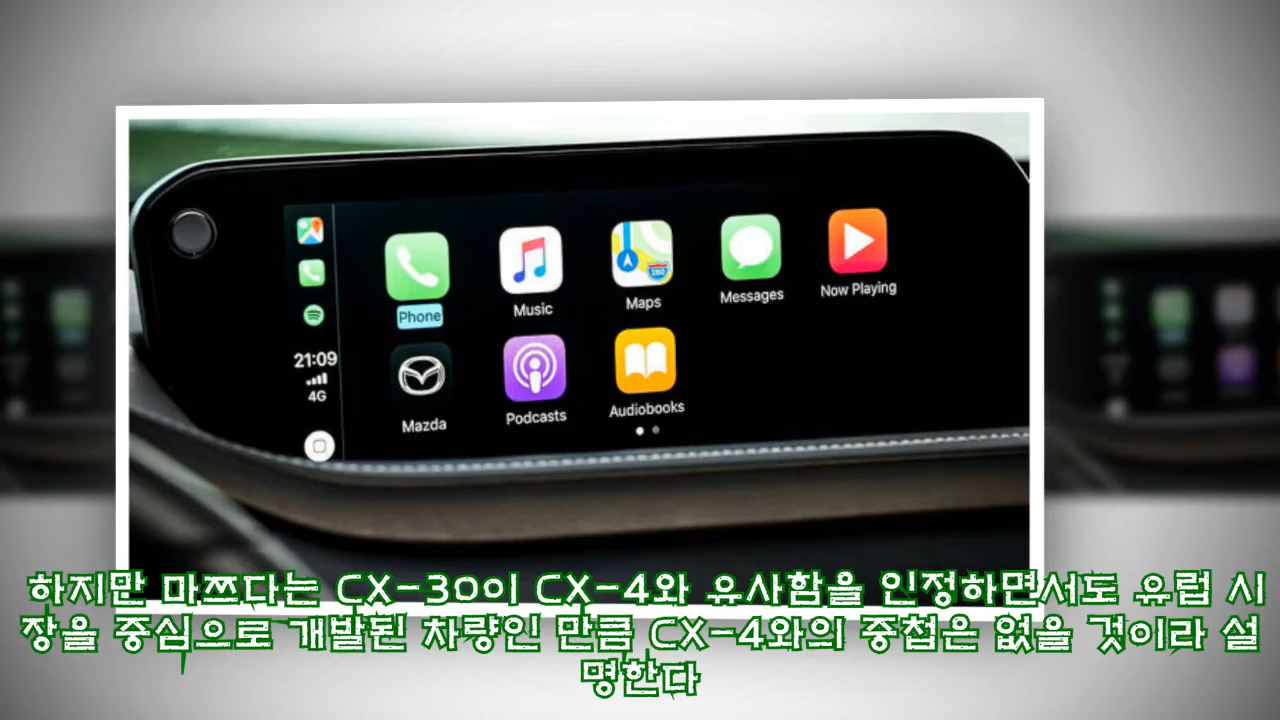 Phone
Music
Maps
280
Messages
Now Playing
21:09
4G
Mazda
Podcasts
Audiobooks
하지만 마쯔다는 CX-30이 CX-4와 유사함을 인정하면서도 유럽 시
장을 중심으로 개발된 차량인 만큼 CX-4와의 중첩은 없을 것이라 설
명한다